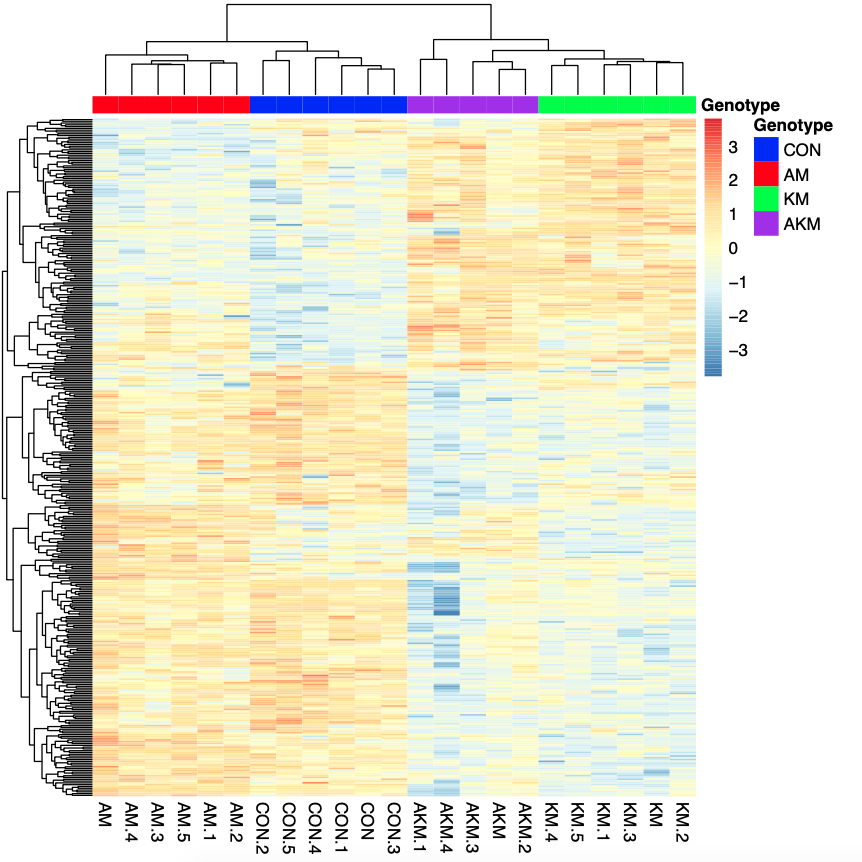 Genotype
Genotype
CON
AM
KM
AKM
3
2
1
0
−1
−2
−3
AM
AM.4
AM.3
AM.5
AM.1
AM.2
CON.2
CON.5
CON.4
CON.1
CON
CON.3
AKM.1
AKM.4
AKM.3
AKM
AKM.2
KM.4
KM.5
KM.1
KM.3
KM
KM.2